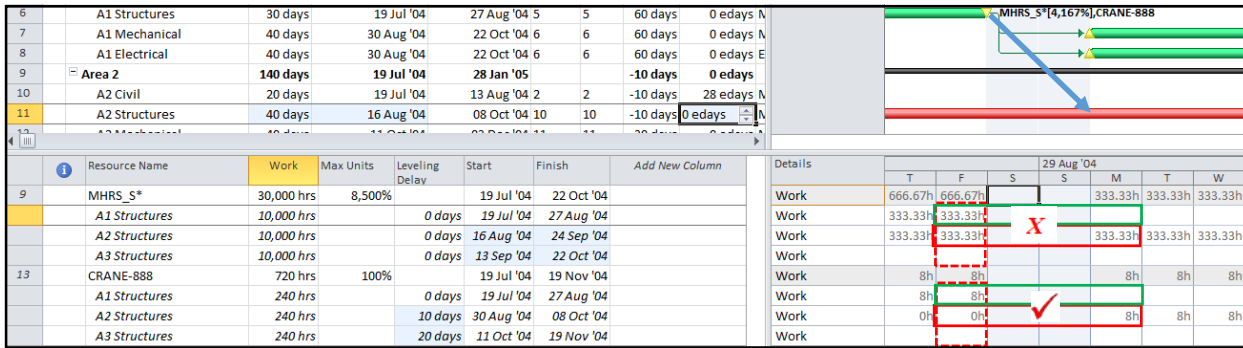 6 A1 Structures 30 days 19 Jul '04 27 Aug '04 5 5 60 days 0 edays M MHRS_S*[4,167%],CRANE-888
7 A1 Mechanical 40 days 30 Aug '04 22 Oct '04 6 6 60 days 0 edays M
8 A1 Electrical 40 days 30 Aug '04 22 Oct '04 6 6 60 days 0 edays E
9 Area 2 140 days 19 Jul '04 28 Jan '05 -10 days 0 edays
10 A2 Civil 20 days 19 Jul '04 13 Aug '04 2 2 -10 days 28 edays M
11 A2 Structures 40 days 16 Aug '04 08 Oct '04 10 10 -10 days 0 edays M
Resource Name Work Max Units Leveling Delay Start Finish Add New Column Details 29 Aug '04
T F S S M T W
9 MHRS_S* 30,000 hrs 8,500% 19 Jul '04 22 Oct '04 Work 666.67h 666.67h 333.33h 333.33h 333.33h
A1 Structures 10,000 hrs 0 days 19 Jul '04 27 Aug '04 Work 333.33h 333.33h X
A2 Structures 10,000 hrs 0 days 16 Aug '04 24 Sep '04 Work 333.33h 333.33h 333.33h 333.33h 333.33h
A3 Structures 10,000 hrs 0 days 13 Sep '04 22 Oct '04 Work
13 CRANE-888 720 hrs 100% 19 Jul '04 19 Nov '04 Work 8h 8h 8h 8h 8h
A1 Structures 240 hrs 0 days 19 Jul '04 27 Aug '04 Work 8h 8h
A2 Structures 240 hrs 10 days 30 Aug '04 08 Oct '04 Work 0h 0h 8h 8h 8h
A3 Structures 240 hrs 20 days 11 Oct '04 19 Nov '04 Work